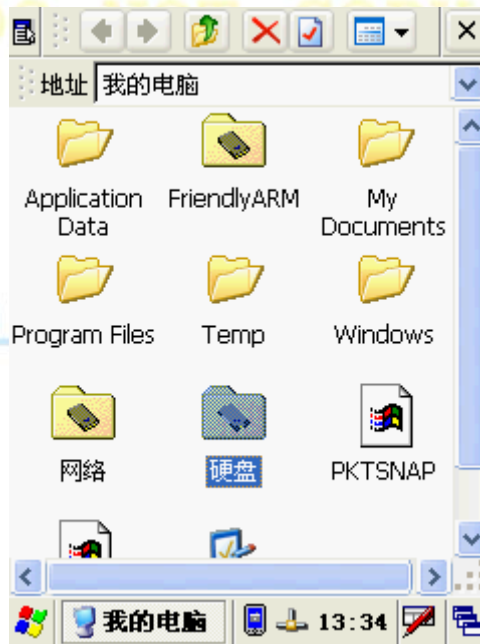 地址 我的电脑
Application Data
FriendlyARM
My Documents
Program Files
Temp
Windows
网络
硬盘
PKTSNAP
我的电脑
13:34